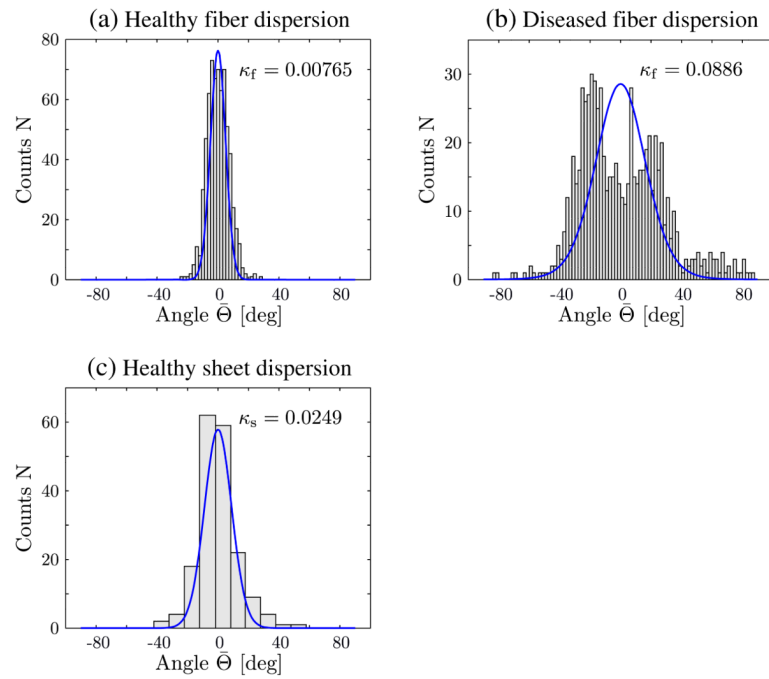 (a) Healthy fiber dispersion
80
60
40
20
0
Counts N
κf = 0.00765
-80 -40 0 40 80
Angle Θ̄ [deg]
(b) Diseased fiber dispersion
30
20
10
0
Counts N
κf = 0.0886
-80 -40 0 40 80
Angle Θ̄ [deg]
(c) Healthy sheet dispersion
60
40
20
0
Counts N
κs = 0.0249
-80 -40 0 40 80
Angle Θ̄ [deg]